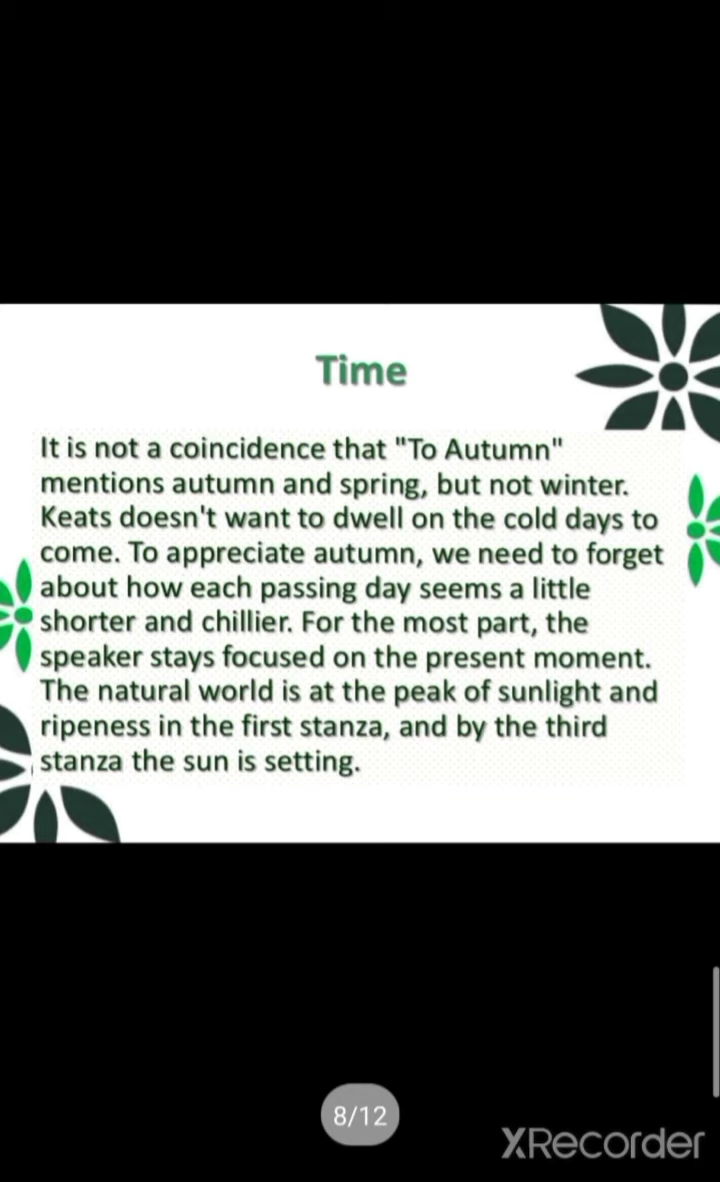 Time
It is not a coincidence that "To Autumn"
mentions autumn and spring, but not winter.
Keats doesn't want to dwell on the cold days to
come. To appreciate autumn, we need to forget
about how each passing day seems a little
shorter and chillier. For the most part, the
speaker stays focused on the present moment.
The natural world is at the peak of sunlight and
ripeness in the first stanza, and by the third
stanza the sun is setting.
8/12
XRecorder